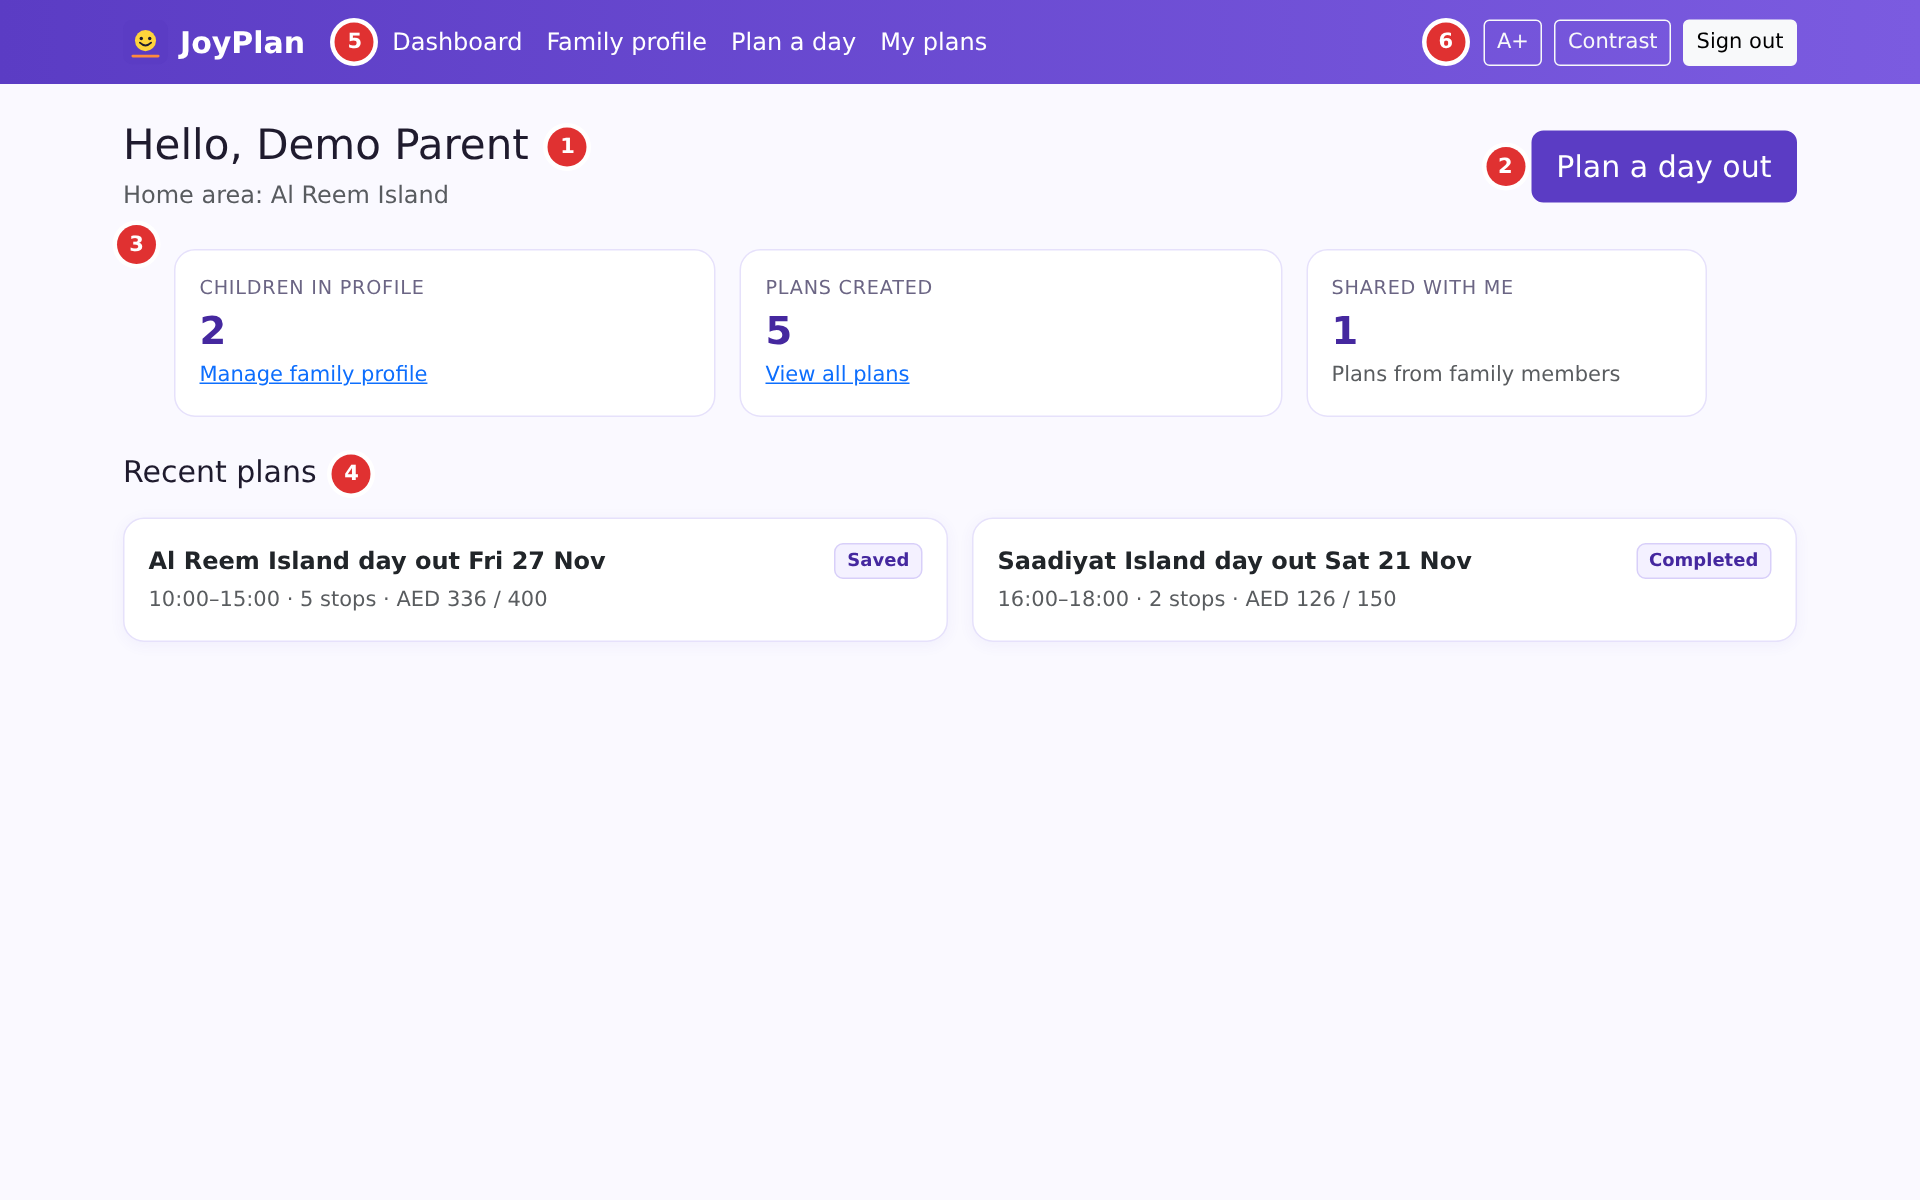 JoyPlan 5 Dashboard Family profile Plan a day My plans 6 A+ Contrast Sign out
Hello, Demo Parent 1
Home area: Al Reem Island
2 Plan a day out
3
CHILDREN IN PROFILE
2
Manage family profile
PLANS CREATED
5
View all plans
SHARED WITH ME
1
Plans from family members
Recent plans 4
Al Reem Island day out Fri 27 Nov Saved
10:00–15:00 · 5 stops · AED 336 / 400
Saadiyat Island day out Sat 21 Nov Completed
16:00–18:00 · 2 stops · AED 126 / 150